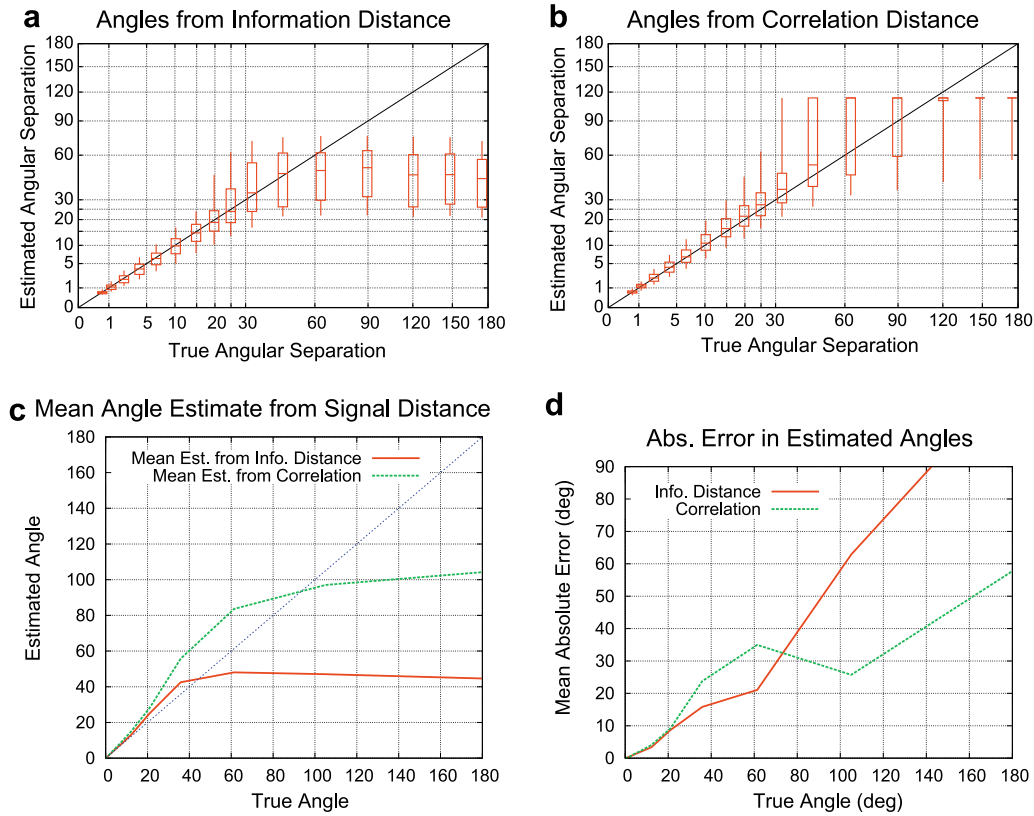 a Angles from Information Distance
180
150
120
90
60
30
20
10
5
1
0
Estimated Angular Separation
0 1 5 10 20 30 60 90 120 150 180
True Angular Separation
b Angles from Correlation Distance
180
150
120
90
60
30
20
10
5
1
0
Estimated Angular Separation
0 1 5 10 20 30 60 90 120 150 180
True Angular Separation
c Mean Angle Estimate from Signal Distance
180
160
140
120
100
80
60
40
20
0
Estimated Angle
Mean Est. from Info. Distance
Mean Est. from Correlation
0 20 40 60 80 100 120 140 160 180
True Angle
d
Abs. Error in Estimated Angles
90
80
70
60
50
40
30
20
10
0
Mean Absolute Error (deg)
Info. Distance
Correlation
0 20 40 60 80 100 120 140 160 180
True Angle (deg)